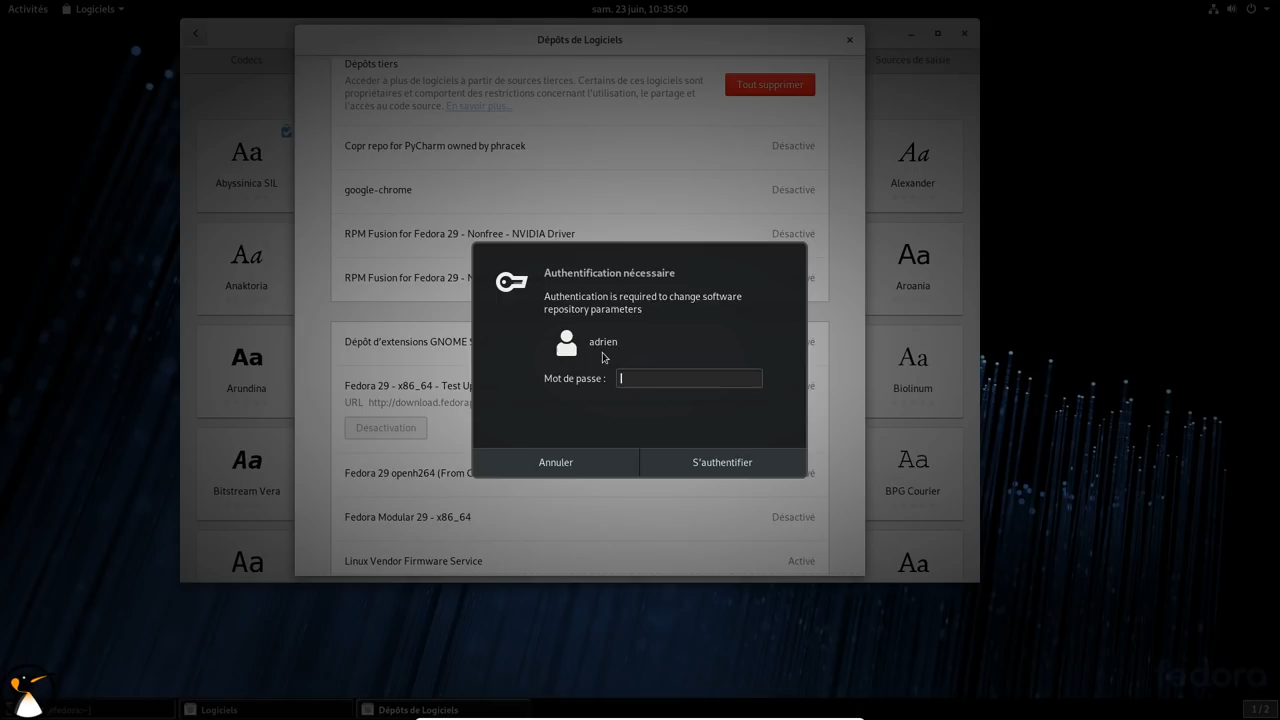 Activités
Logiciels
sam. 23 juin, 10:35:50
Dépôts de Logiciels
Codecs
Sources de saisie
Dépôts tiers
Accéder à plus de logiciels à partir de sources tierces. Certains de ces logiciels sont
propriétaires et comportent des restrictions concernant l'utilisation, le partage et
l'accès au code source. En savoir plus…
Tout supprimer
Copr repo for PyCharm owned by phracek
Désactivé
google-chrome
Désactivé
RPM Fusion for Fedora 29 - Nonfree - NVIDIA Driver
Désactivé
RPM Fusion for Fedora 29 -
Dépôt d'extensions GNOME
Fedora 29 - x86_64 - Test
URL
Désactivation
Fedora 29 openh264 (From
Fedora Modular 29 - x86_64
Désactivé
Linux Vendor Firmware Service
Activé
Authentification nécessaire
Authentication is required to change software
repository parameters
adrien
Mot de passe :
Annuler
S'authentifier
Aa
Abyssinica SIL
Aa
Anaktoria
Aa
Arundina
Aa
Bitstream Vera
Aa
Aa
Alexander
Aa
Aroania
Aa
Biolinum
Aa
BPG Courier
Aa
fedora
Logiciels
Dépôts de Logiciels
1/2